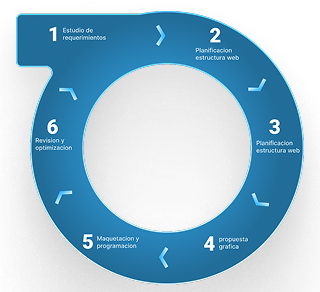 1 Estudio de
requerimientos
2
Planificacion
estructura web
3
Planificacion
estructura web
4 propuesta
grafica
5 Maquetacion y
programacion
6
Revision y
optimizacion